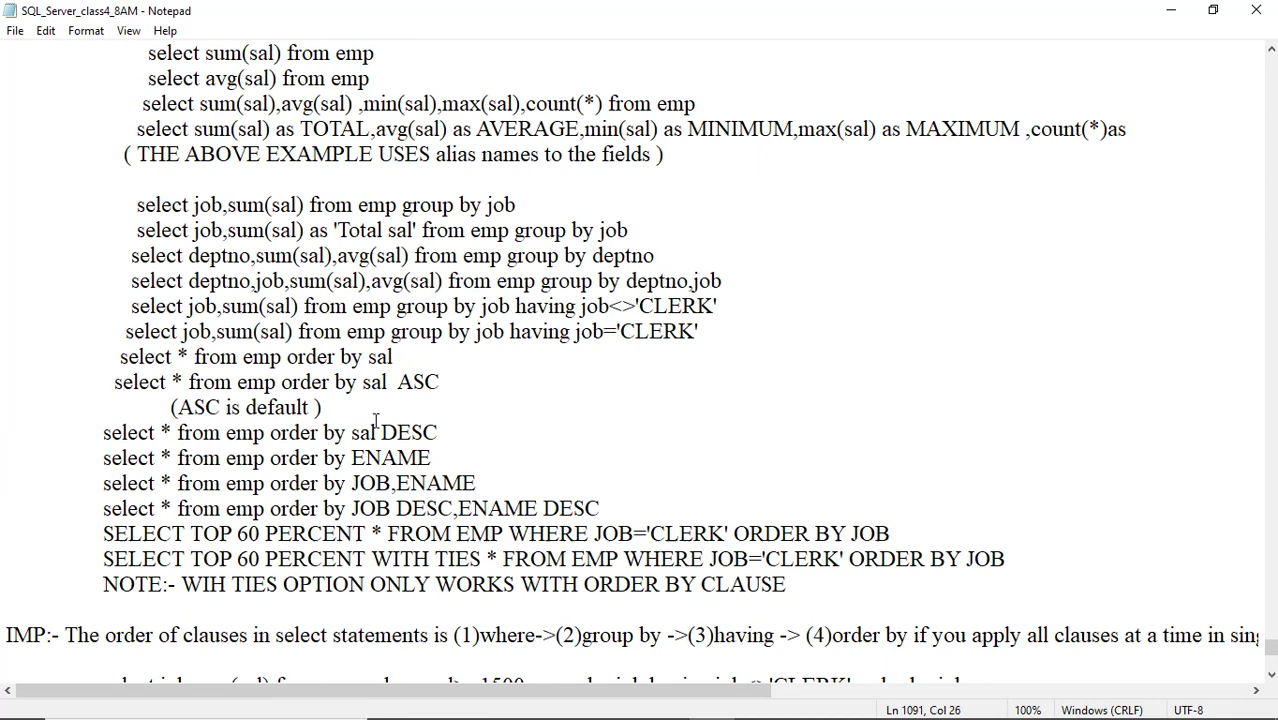 SQL_Server_class4_8AM - Notepad
File Edit Format View Help
select sum(sal) from emp
select avg(sal) from emp
select sum(sal),avg(sal) ,min(sal),max(sal),count(*) from emp
select sum(sal) as TOTAL,avg(sal) as AVERAGE,min(sal) as MINIMUM,max(sal) as MAXIMUM ,count(*)as
( THE ABOVE EXAMPLE USES alias names to the fields )
select job,sum(sal) from emp group by job
select job,sum(sal) as 'Total sal' from emp group by job
select deptno,sum(sal),avg(sal) from emp group by deptno
select deptno,job,sum(sal),avg(sal) from emp group by deptno,job
select job,sum(sal) from emp group by job having job<>'CLERK'
select job,sum(sal) from emp group by job having job='CLERK'
select * from emp order by sal
select * from emp order by sal  ASC
(ASC is default )
select * from emp order by sal DESC
select * from emp order by ENAME
select * from emp order by JOB,ENAME
select * from emp order by JOB DESC,ENAME DESC
SELECT TOP 60 PERCENT * FROM EMP WHERE JOB='CLERK' ORDER BY JOB
SELECT TOP 60 PERCENT WITH TIES * FROM EMP WHERE JOB='CLERK' ORDER BY JOB
NOTE:- WIH TIES OPTION ONLY WORKS WITH ORDER BY CLAUSE
IMP:- The order of clauses in select statements is (1)where->(2)group by ->(3)having -> (4)order by if you apply all clauses at a time in
Ln 1091, Col 26 100% Windows (CRLF) UTF-8